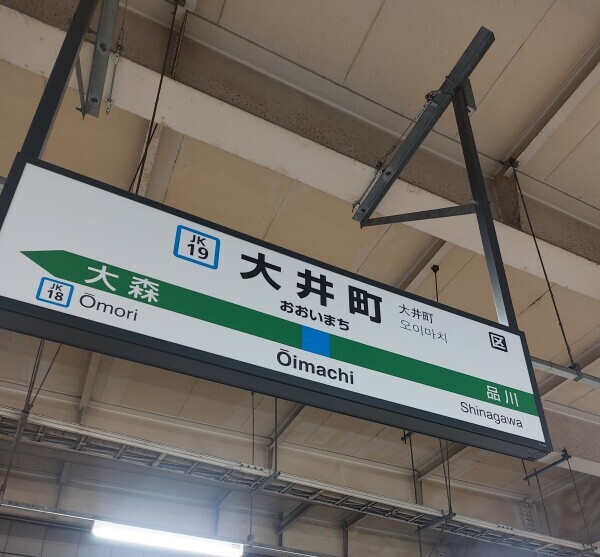 JK
19
大井町
おおいまち
大井町
오이마치
区
大森
JK
18
Ōmori
Ōimachi
品川
Shinagawa